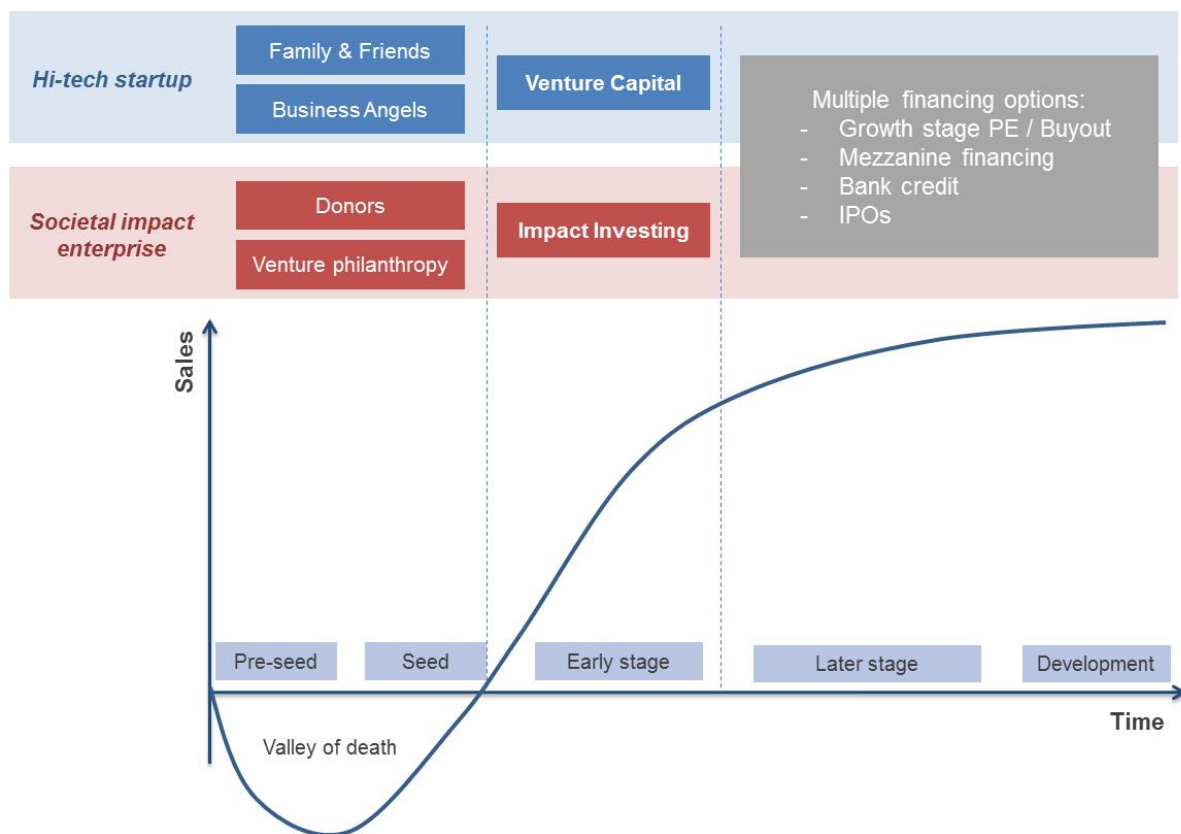 Hi-tech startup
Family & Friends
Business Angels
Venture Capital
Multiple financing options:
- Growth stage PE / Buyout
- Mezzanine financing
- Bank credit
- IPOs
Societal impact
enterprise
Donors
Venture philanthropy
Impact Investing
Sales
Pre-seed
Seed
Early stage
Later stage
Development
Time
Valley of death